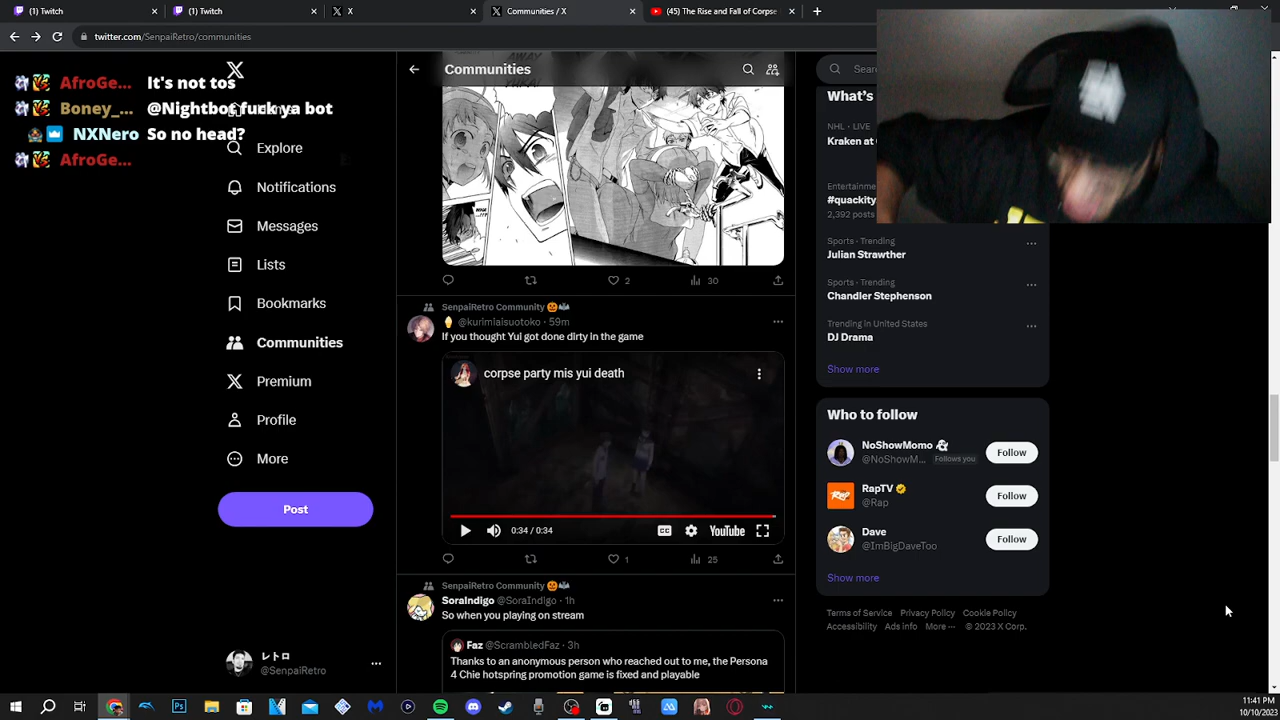 (1) Twitch
(1) Twitch
X
Communities / X
(45) The Rise and Fall of Corpse
twitter.com/SenpaiRetro/communities
AfroGe... It's not tos
Boney_... @Nightbot fuck ya bot
NXNero So no head?
AfroGe...
Explore
Notifications
Messages
Lists
Bookmarks
Communities
Premium
Profile
More
Post
レトロ
@SenpaiRetro
Communities
AWAY
2
30
SenpaiRetro Community
@kurimiaisuotoko · 59m
If you thought Yui got done dirty in the game
corpse party mis yui death
0:34 / 0:34
CC
YouTube
1
25
SenpaiRetro Community
SoraIndigo @SoraIndigo · 1h
So when you playing on stream
Faz @ScrambledFaz · 3h
Thanks to an anonymous person who reached out to me, the Persona
4 Chie hotspring promotion game is fixed and playable
Sear
What's
NHL · LIVE
Kraken at
Entertainme
#quackity
2,392 posts
Sports · Trending
Julian Strawther
Sports · Trending
Chandler Stephenson
Trending in United States
DJ Drama
Show more
Who to follow
NoShowMomo
@NoShowM... Follows you
Follow
RapTV
@Rap
Follow
Dave
@ImBigDaveToo
Follow
Show more
Terms of Service Privacy Policy Cookie Policy
Accessibility Ads info More ··· © 2023 X Corp.
11:41 PM
10/10/2023